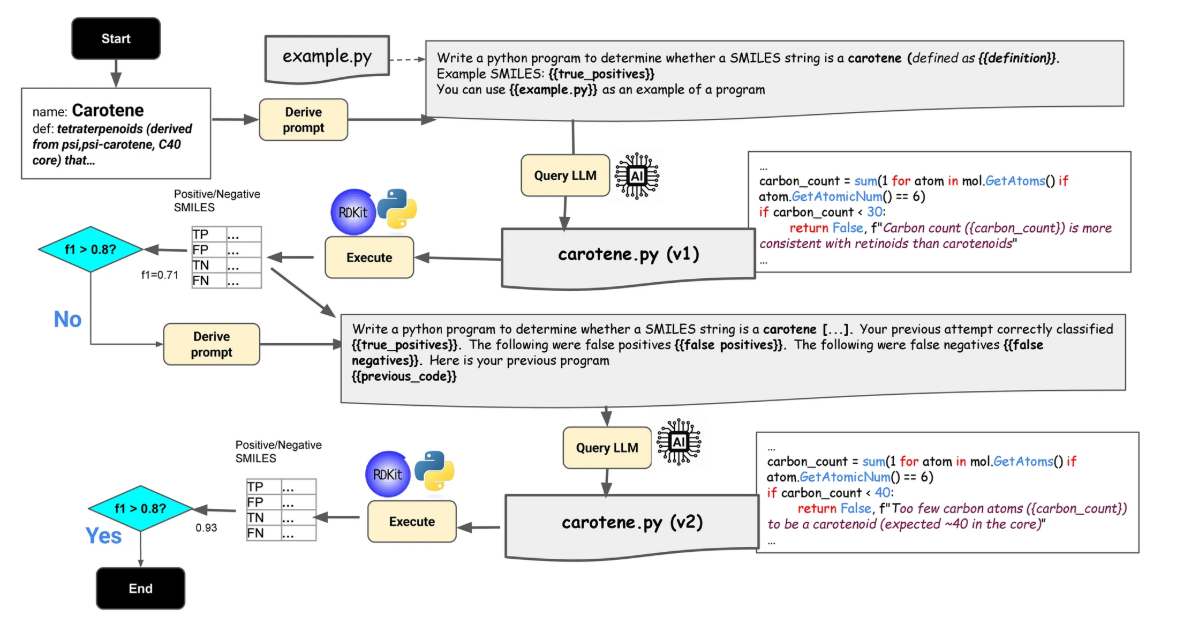 Start
example.py
Write a python program to determine whether a SMILES string is a carotene (defined as {{definition}}.
Example SMILES: {{true_positives}}
You can use {{example.py}} as an example of a program
name: Carotene
def: tetraterpenoids (derived
from psi,psi-carotene, C40
core) that...
Derive
prompt
Query LLM
AI
...
carbon_count = sum(1 for atom in mol.GetAtoms() if
atom.GetAtomicNum() == 6)
if carbon_count < 30:
return False, f"Carbon count ({carbon_count}) is more
consistent with retinoids than carotenoids"
...
Positive/Negative
SMILES
RDKit
f1 > 0.8?
TP ...
FP ...
TN ...
FN ...
f1=0.71
Execute
carotene.py (v1)
No
Derive
prompt
Write a python program to determine whether a SMILES string is a carotene [...]. Your previous attempt correctly classified
{{true_positives}}. The following were false positives {{false positives}}. The following were false negatives {{false
negatives}}. Here is your previous program
{{previous_code}}
Query LLM
AI
...
carbon_count = sum(1 for atom in mol.GetAtoms() if
atom.GetAtomicNum() == 6)
if carbon_count < 40:
return False, f"Too few carbon atoms ({carbon_count})
to be a carotenoid (expected ~40 in the core)"
...
Positive/Negative
SMILES
RDKit
f1 > 0.8?
TP ...
FP ...
TN ...
FN ...
0.93
Execute
carotene.py (v2)
Yes
End